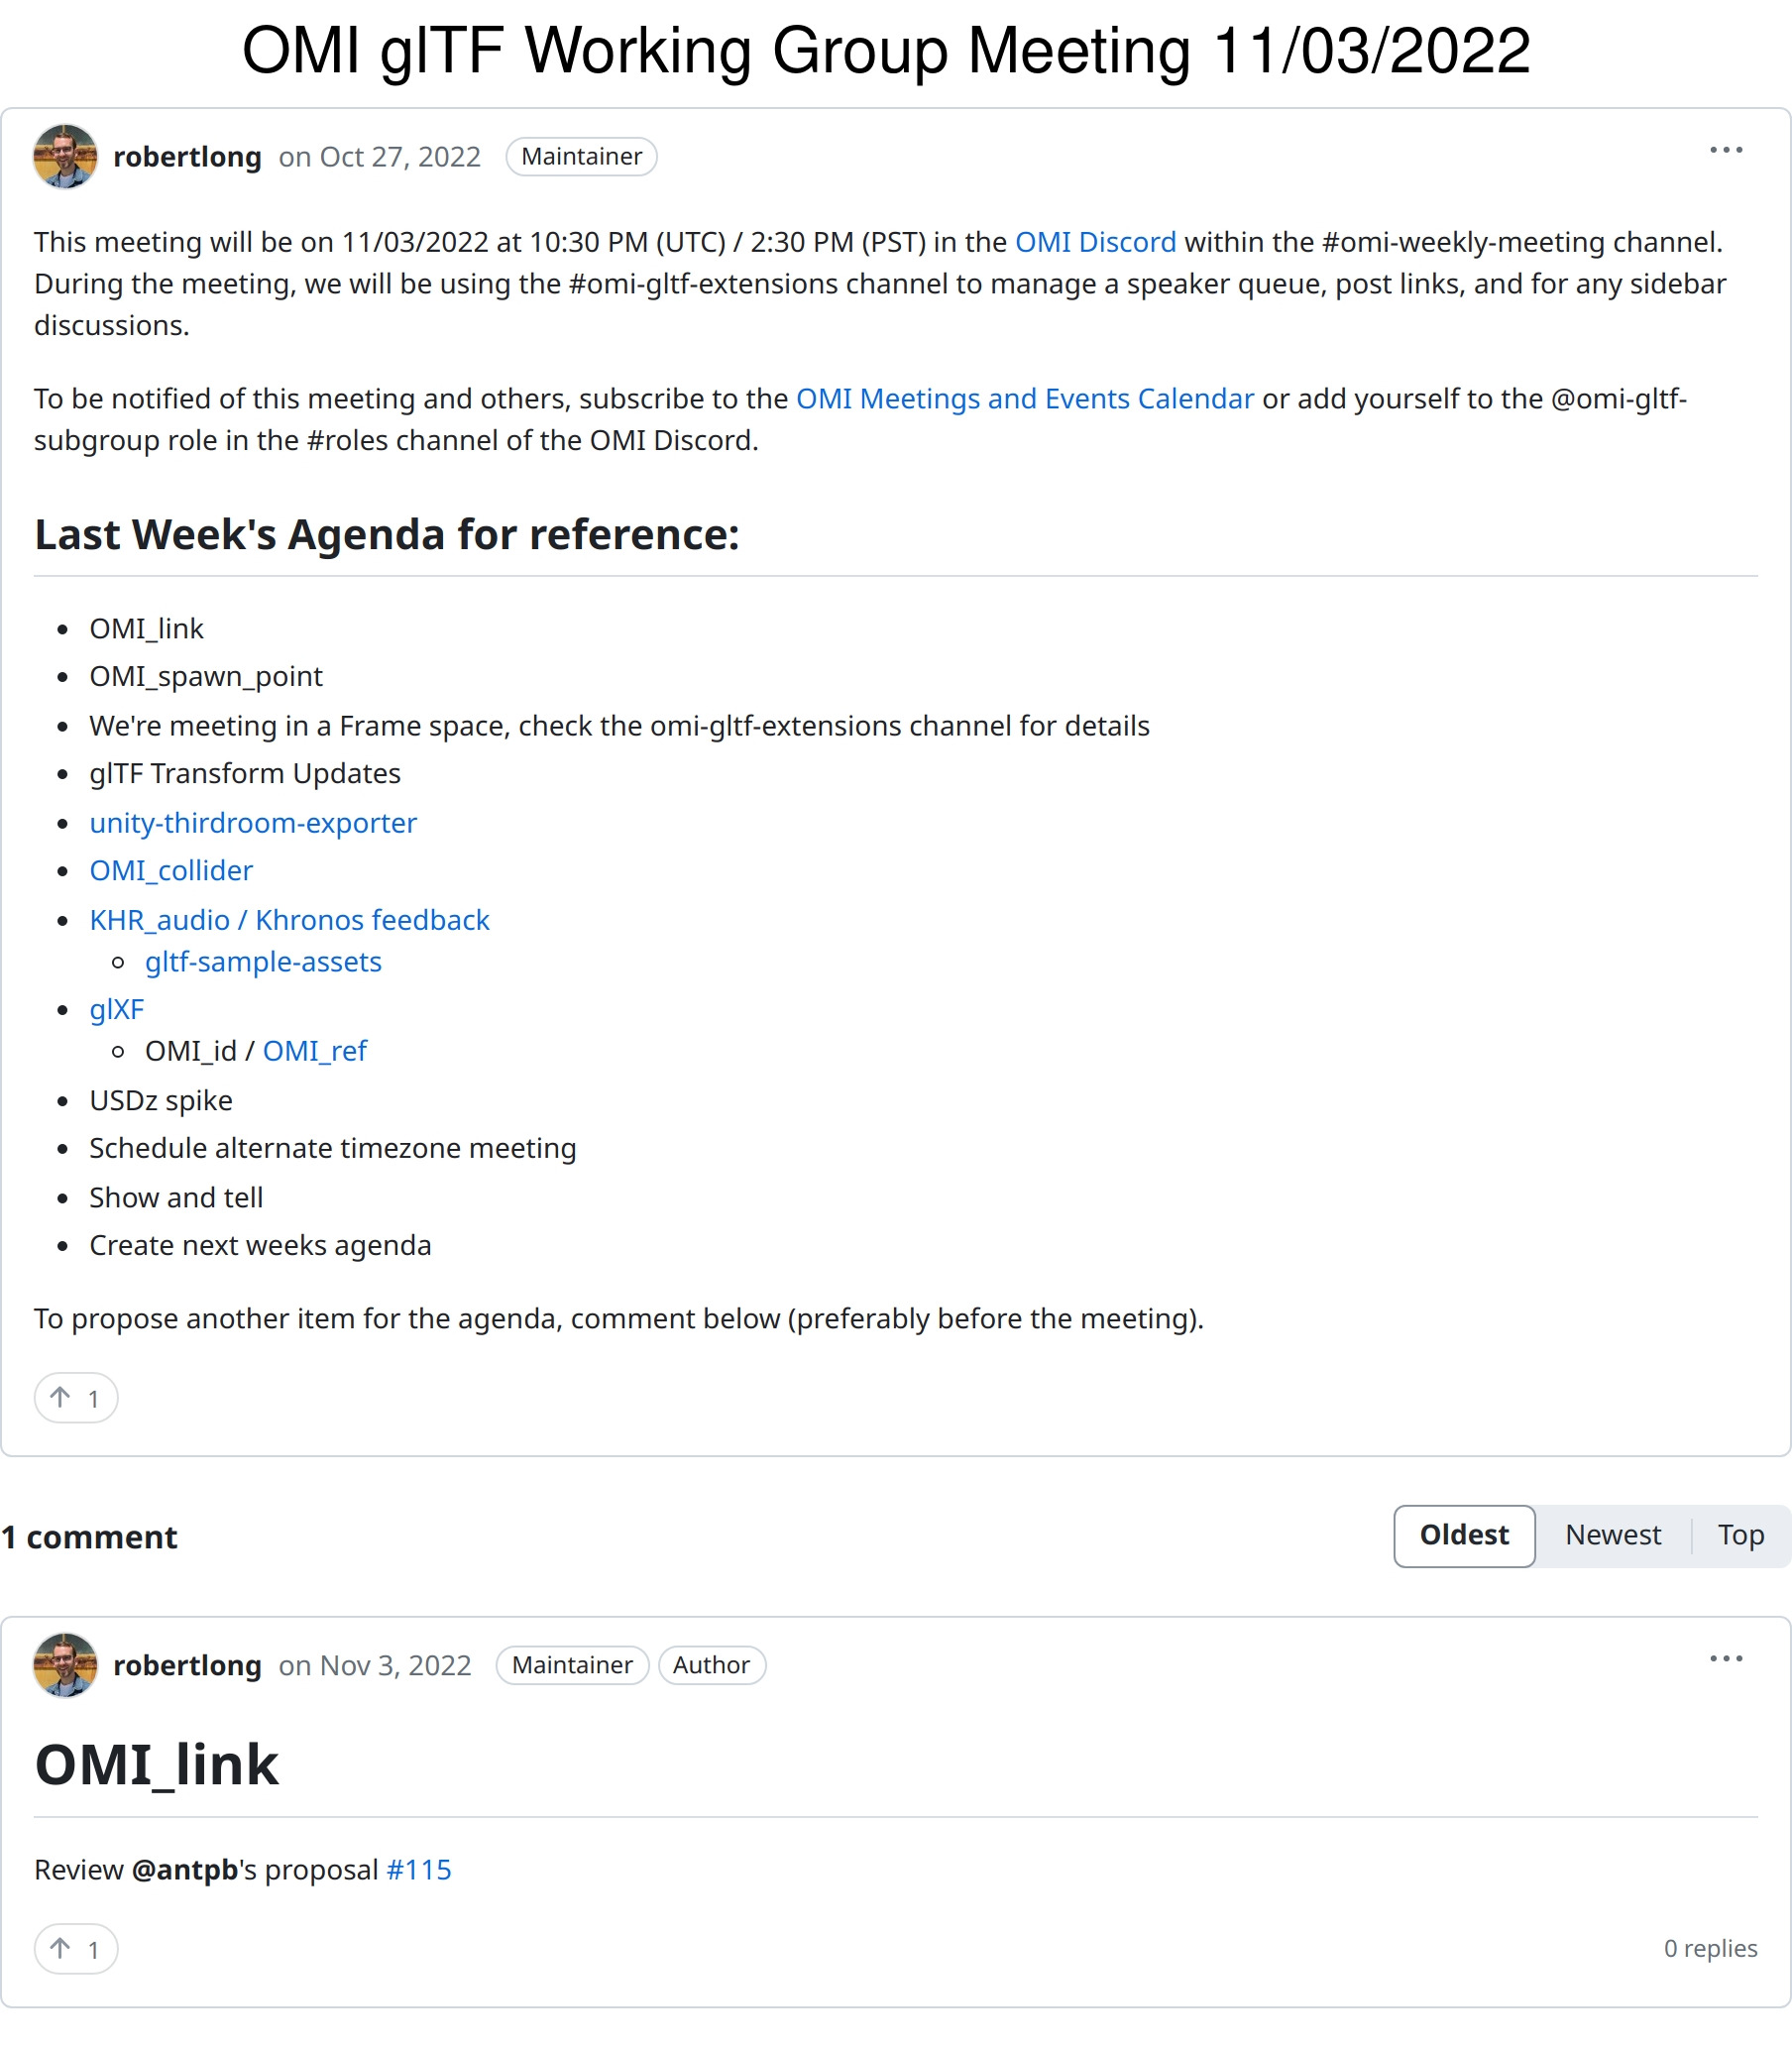 OMI glTF Working Group Meeting 11/03/2022
robertlong on Oct 27, 2022 Maintainer
This meeting will be on 11/03/2022 at 10:30 PM (UTC) / 2:30 PM (PST) in the OMI Discord within the #omi-weekly-meeting channel.
During the meeting, we will be using the #omi-gltf-extensions channel to manage a speaker queue, post links, and for any sidebar
discussions.
To be notified of this meeting and others, subscribe to the OMI Meetings and Events Calendar or add yourself to the @omi-gltf-
subgroup role in the #roles channel of the OMI Discord.
Last Week's Agenda for reference:
OMI_link
OMI_spawn_point
We're meeting in a Frame space, check the omi-gltf-extensions channel for details
glTF Transform Updates
unity-thirdroom-exporter
OMI_collider
KHR_audio / Khronos feedback
gltf-sample-assets
glXF
OMI_id / OMI_ref
USDz spike
Schedule alternate timezone meeting
Show and tell
Create next weeks agenda
To propose another item for the agenda, comment below (preferably before the meeting).
1
1 comment
Oldest Newest Top
robertlong on Nov 3, 2022 Maintainer Author
OMI_link
Review @antpb's proposal #115
1
0 replies